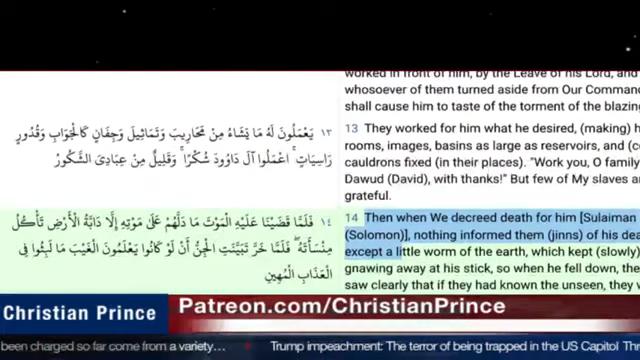 worked in front of him, by the Leave of his Lord, and
whosoever of them turned aside from Our Comman
shall cause him to taste of the torment of the blazing
١٣ يَعْمَلُونَ لَهُ مَا يَشَاءُ مِنْ مَحَارِيبَ وَتَمَاثِيلَ وَجِفَانٍ كَالْجَوَابِ وَقُدُورٍ
رَاسِيَاتٍ ۚ اعْمَلُوا آلَ دَاوُودَ شُكْرًا ۚ وَقَلِيلٌ مِنْ عِبَادِيَ الشَّكُورُ
13 They worked for him what he desired, (making) h
rooms, images, basins as large as reservoirs, and (c
cauldrons fixed (in their places). "Work you, O family
Dawud (David), with thanks!" But few of My slaves ar
grateful.
١٤ فَلَمَّا قَضَيْنَا عَلَيْهِ الْمَوْتَ مَا دَلَّهُمْ عَلَىٰ مَوْتِهِ إِلَّا دَابَّةُ الْأَرْضِ تَأْكُلُ
مِنْسَأَتَهُ ۖ فَلَمَّا خَرَّ تَبَيَّنَتِ الْجِنُّ أَنْ لَوْ كَانُوا يَعْلَمُونَ الْغَيْبَ مَا لَبِثُوا فِي
الْعَذَابِ الْمُهِينِ
14 Then when We decreed death for him [Sulaiman
(Solomon)], nothing informed them (jinns) of his dea
except a little worm of the earth, which kept (slowly)
gnawing away at his stick, so when he fell down, the
saw clearly that if they had known the unseen, they w
Christian Prince
Patreon.com/ChristianPrince
been charged so far come from a variety…
Trump impeachment: The terror of being trapped in the US Capitol Th